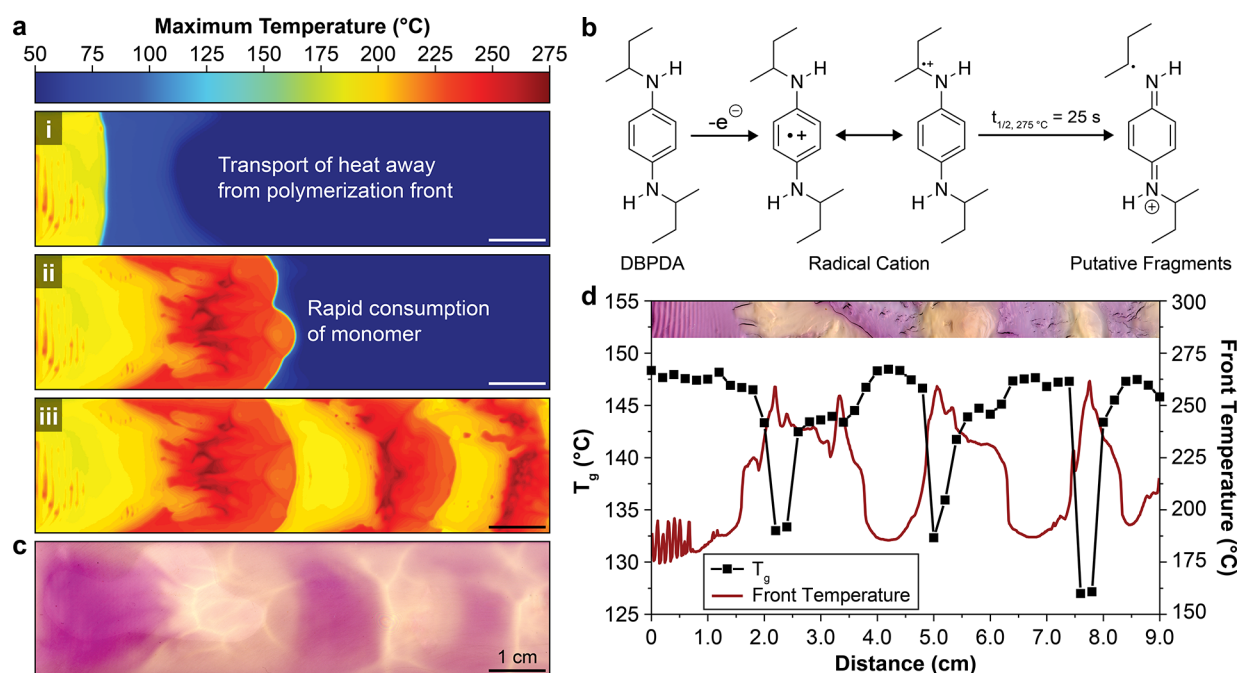 a
Maximum Temperature (°C)
50 75 100 125 150 175 200 225 250 275
i
Transport of heat away
from polymerization front
ii
Rapid consumption
of monomer
iii
c
1 cm
b
H
N
N
H
-e⊖
H
N
•+
N
H
•+
H
N
N
H
t1/2, 275 °C = 25 s
•
H
N
N
H
⊕
DBPDA
Radical Cation
Putative Fragments
d
155
150
145
140
135
130
125
Tg (°C)
300
275
250
225
200
175
150
Front Temperature (°C)
Tg
Front Temperature
0 1.0 2.0 3.0 4.0 5.0 6.0 7.0 8.0 9.0
Distance (cm)